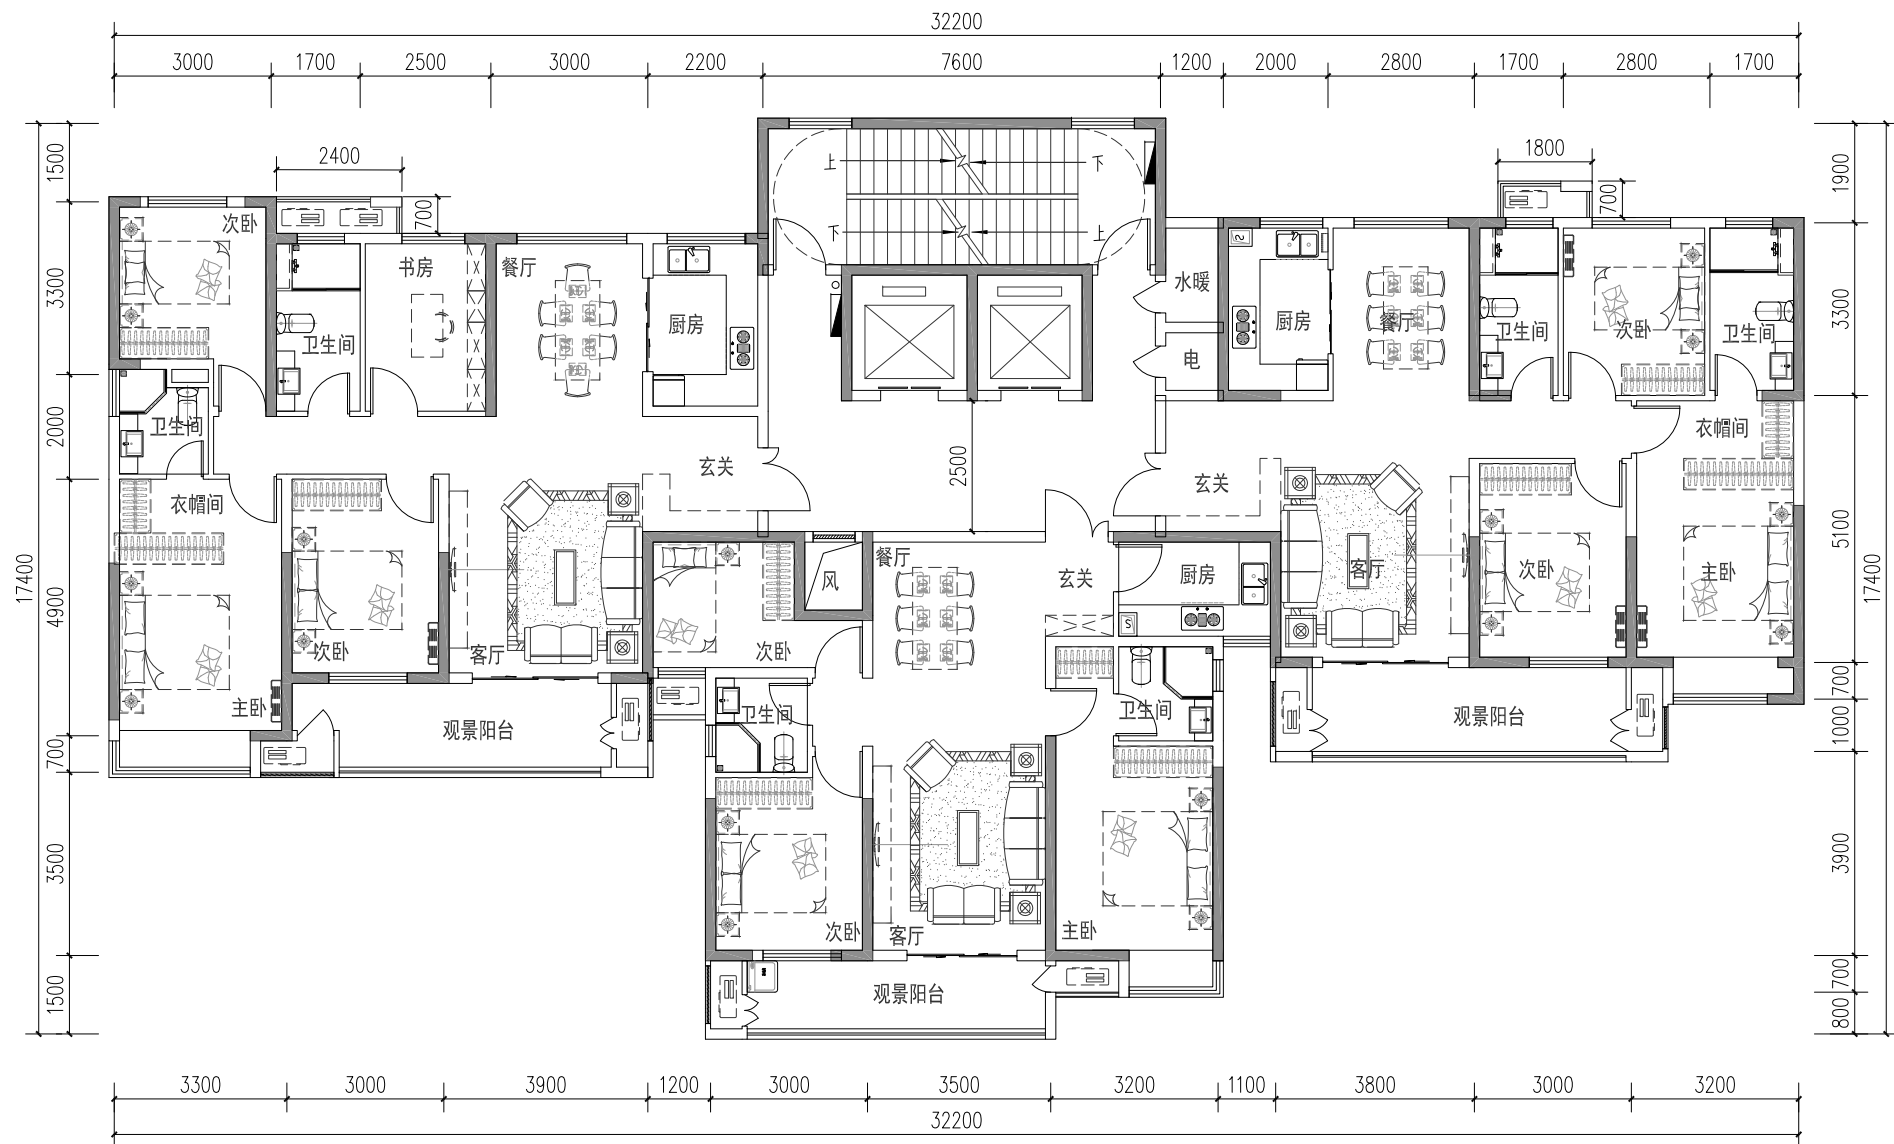 32200
3000 1700 2500 3000 2200 7600 1200 2000 2800 1700 2800 1700
2400
1800
700
700
17400
1500
3300
2000
4900
700
3500
1500
1900
3300
5100
700
1000
3900
700
800
17400
上
下
下
上
次卧
书房
餐厅
厨房
卫生间
卫生间
衣帽间
玄关
次卧
客厅
主卧
观景阳台
水暖
电
2500
厨房
餐厅
卫生间
次卧
卫生间
衣帽间
玄关
客厅
次卧
主卧
观景阳台
风
餐厅
玄关
厨房
S
S
次卧
卫生间
卫生间
次卧
客厅
主卧
观景阳台
3300 3000 3900 1200 3000 3500 3200 1100 3800 3000 3200
32200